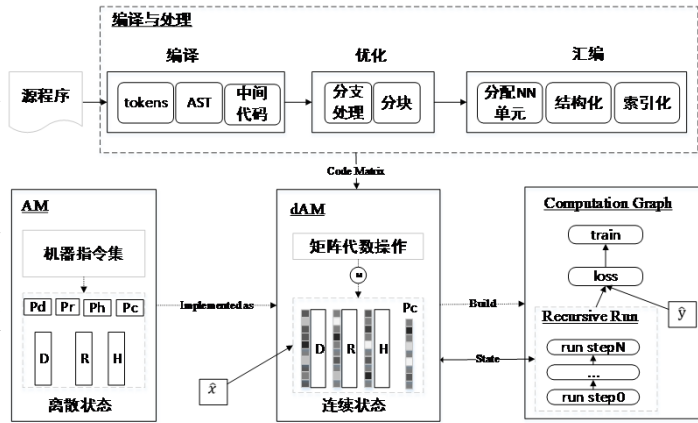 编译与处理
编译
优化
汇编
源程序
tokens
AST
中间
代码
分支
处理
分块
分配NN
单元
结构化
索引化
Code Matrix
AM
机器指令集
Pd
Pr
Ph
Pc
D
R
H
离散状态
Implemented as
dAM
矩阵代数操作
M
Pc
D
R
H
x̂
连续状态
Build
State
Computation Graph
train
loss
ŷ
Recursive Run
run stepN
...
run step0